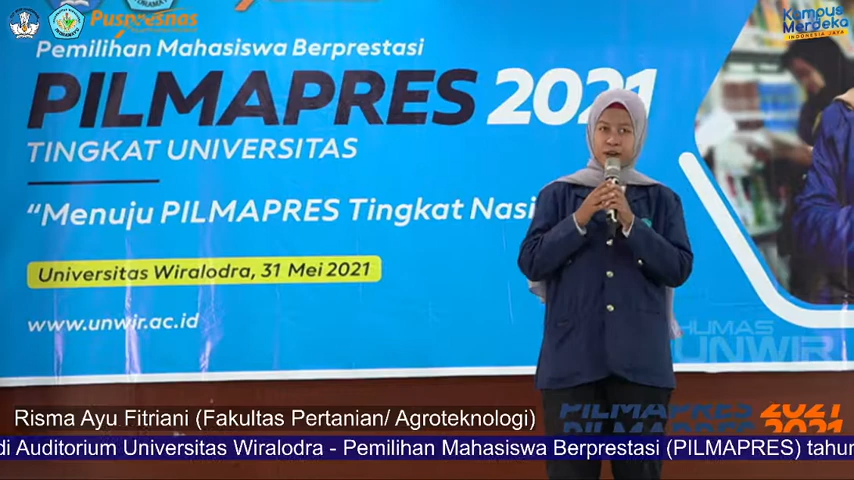 Puspresnas
Kampus
Merdeka
INDONESIA JAYA
Pemilihan Mahasiswa Berprestasi
PILMAPRES 2021
TINGKAT UNIVERSITAS
“Menuju PILMAPRES Tingkat Nasi
Universitas Wiralodra, 31 Mei 2021
www.unwir.ac.id
HUMAS
UNWIR
Risma Ayu Fitriani (Fakultas Pertanian/ Agroteknologi)
PILMAPRES 2021
di Auditorium Universitas Wiralodra - Pemilihan Mahasiswa Berprestasi (PILMAPRES) tahun